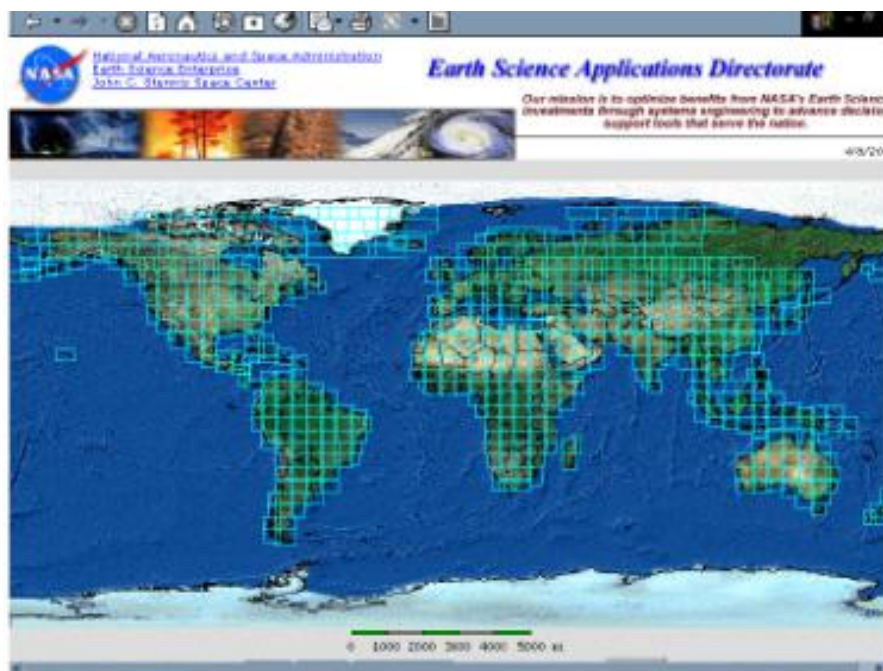 NASA
National Aeronautics and Space Administration
Earth Science Enterprise
John C. Stennis Space Center
Earth Science Applications Directorate
Our mission is to optimize benefits from NASA's Earth Science
investments through systems engineering to advance decision
support tools that serve the nation.
0 1000 2000 3000 4000 5000